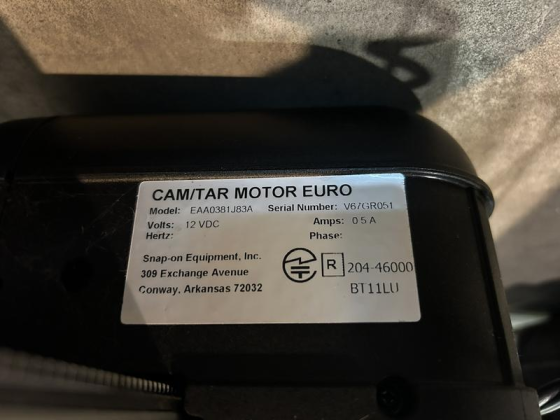 CAM/TAR MOTOR EURO
Model: EAA0381J83A Serial Number: V67GR051
Volts: 12 VDC Amps: 0.5 A
Hertz: Phase:
Snap-on Equipment, Inc.
309 Exchange Avenue
Conway, Arkansas 72032
R 204-46000
BT11LU